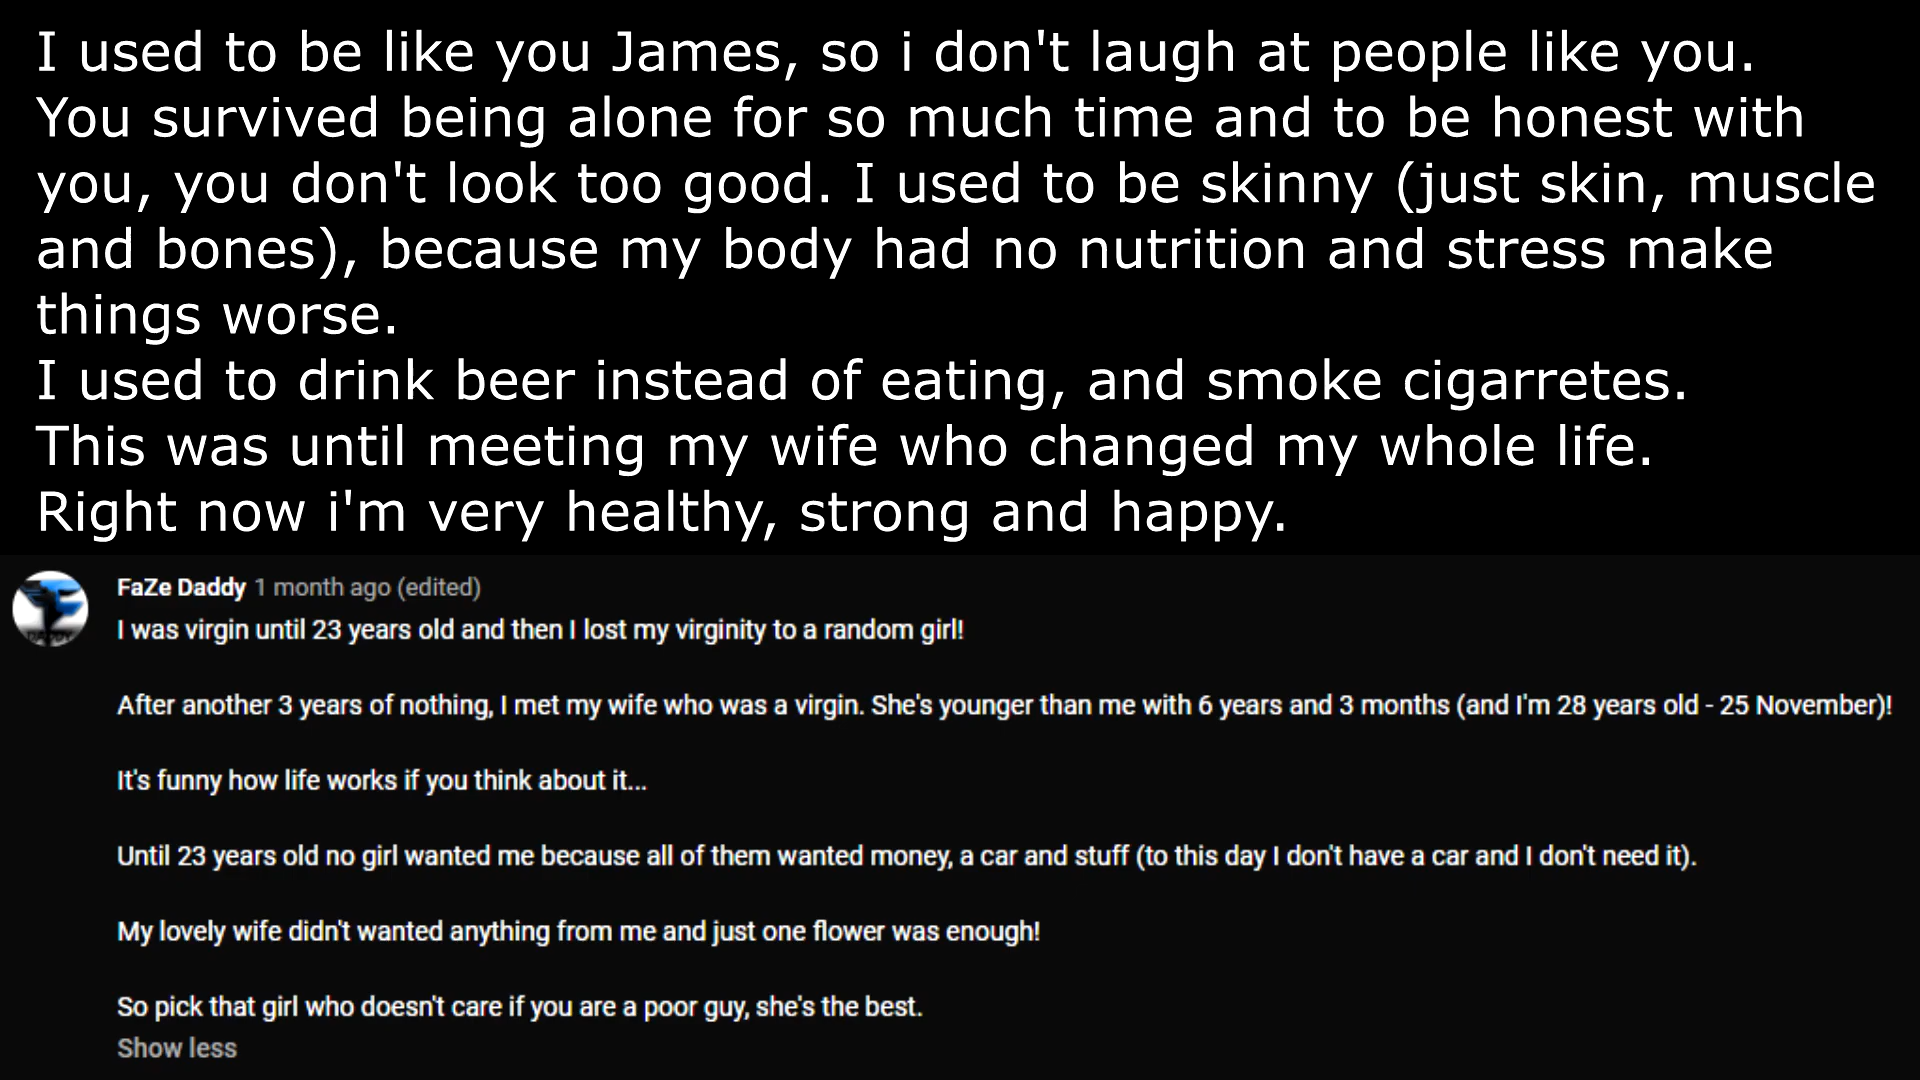 I used to be like you James, so i don't laugh at people like you.
You survived being alone for so much time and to be honest with
you, you don't look too good. I used to be skinny (just skin, muscle
and bones), because my body had no nutrition and stress make
things worse.
I used to drink beer instead of eating, and smoke cigarretes.
This was until meeting my wife who changed my whole life.
Right now i'm very healthy, strong and happy.
FaZe Daddy 1 month ago (edited)
I was virgin until 23 years old and then I lost my virginity to a random girl!
After another 3 years of nothing, I met my wife who was a virgin. She's younger than me with 6 years and 3 months (and I'm 28 years old - 25 November)!
It's funny how life works if you think about it...
Until 23 years old no girl wanted me because all of them wanted money, a car and stuff (to this day I don't have a car and I don't need it).
My lovely wife didn't wanted anything from me and just one flower was enough!
So pick that girl who doesn't care if you are a poor guy, she's the best.
Show less